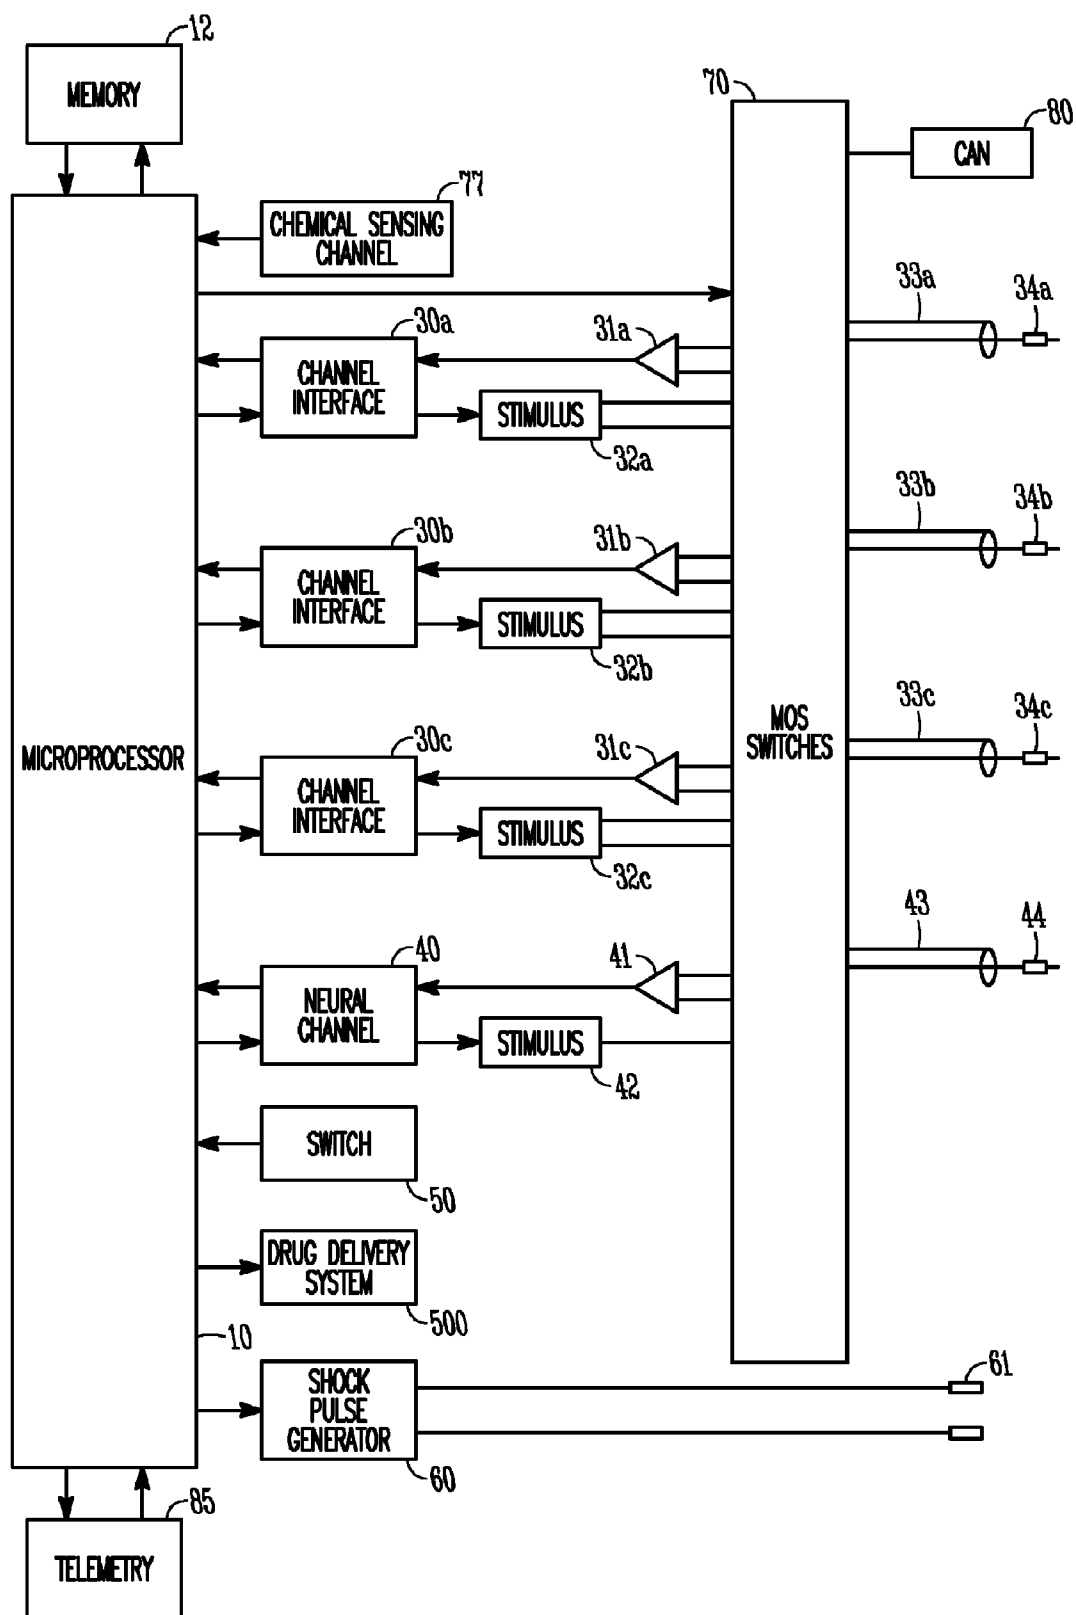 12
MEMORY
70
80
CAN
77
CHEMICAL SENSING
CHANNEL
33a
34a
30a
31a
CHANNEL
INTERFACE
STIMULUS
32a
33b
34b
30b
31b
CHANNEL
INTERFACE
STIMULUS
32b
33c
34c
MOS
SWITCHES
MICROPROCESSOR
30c
31c
CHANNEL
INTERFACE
STIMULUS
32c
43
44
40
41
NEURAL
CHANNEL
STIMULUS
42
SWITCH
50
DRUG DELIVERY
SYSTEM
500
10
61
SHOCK
PULSE
GENERATOR
60
85
TELEMETRY